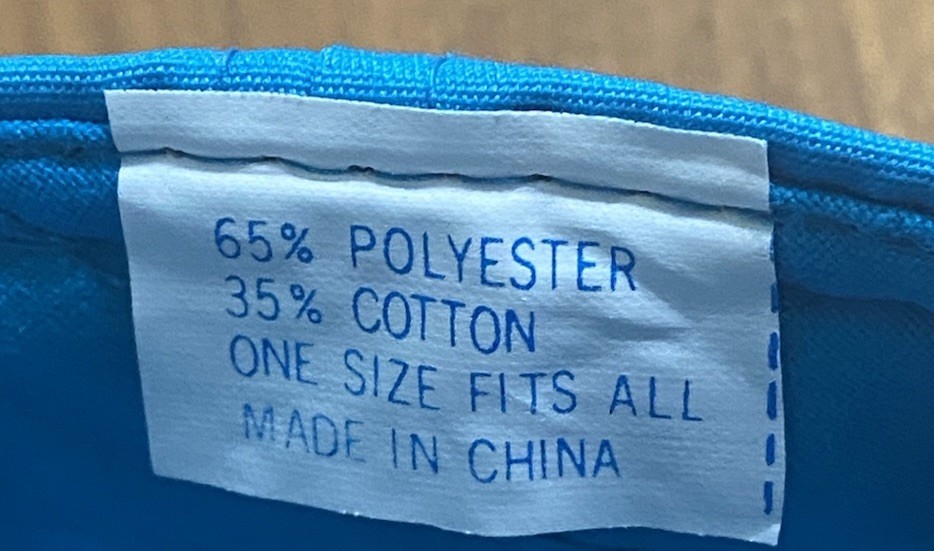 65% POLYESTER
35% COTTON
ONE SIZE FITS ALL
MADE IN CHINA